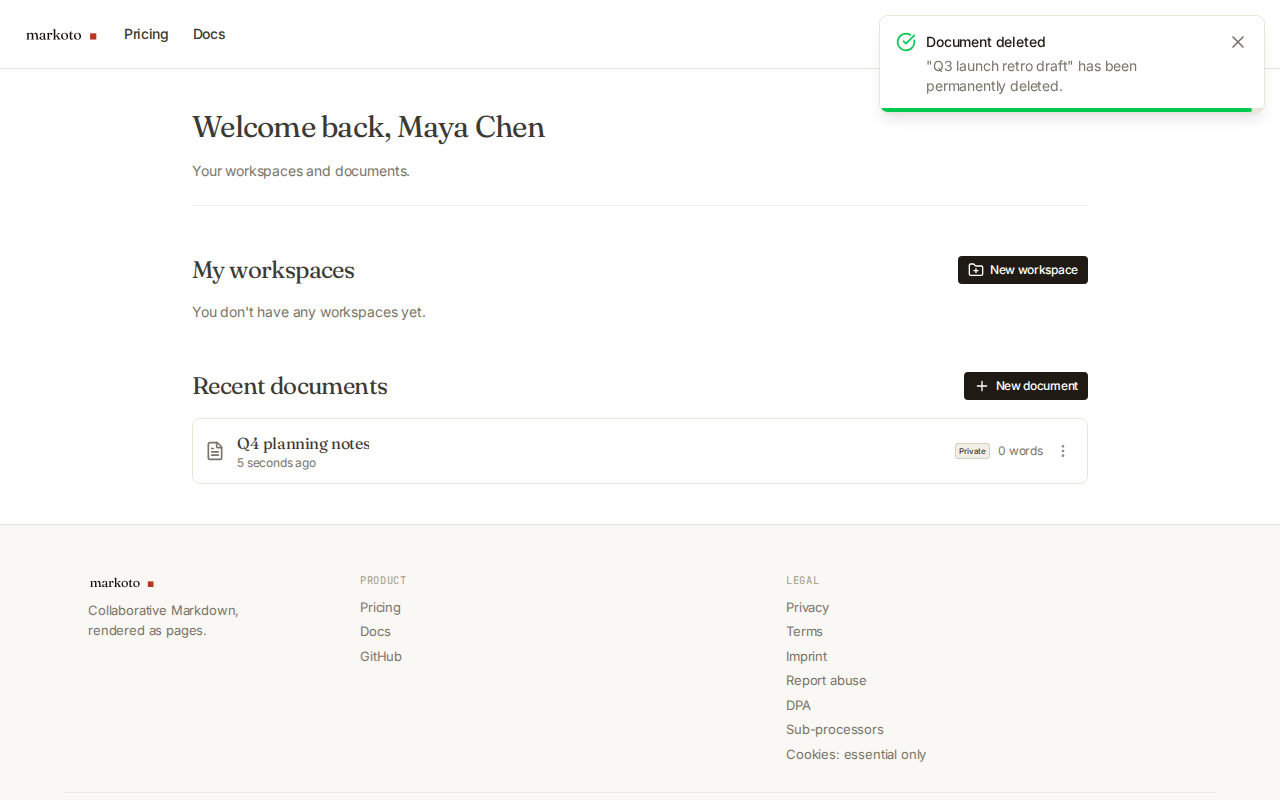 markoto
Pricing
Docs
Document deleted
"Q3 launch retro draft" has been
permanently deleted.
Welcome back, Maya Chen
Your workspaces and documents.
My workspaces
New workspace
You don't have any workspaces yet.
Recent documents
New document
Q4 planning notes
5 seconds ago
Private
0 words
markoto
Collaborative Markdown,
rendered as pages.
PRODUCT
Pricing
Docs
GitHub
LEGAL
Privacy
Terms
Imprint
Report abuse
DPA
Sub-processors
Cookies: essential only